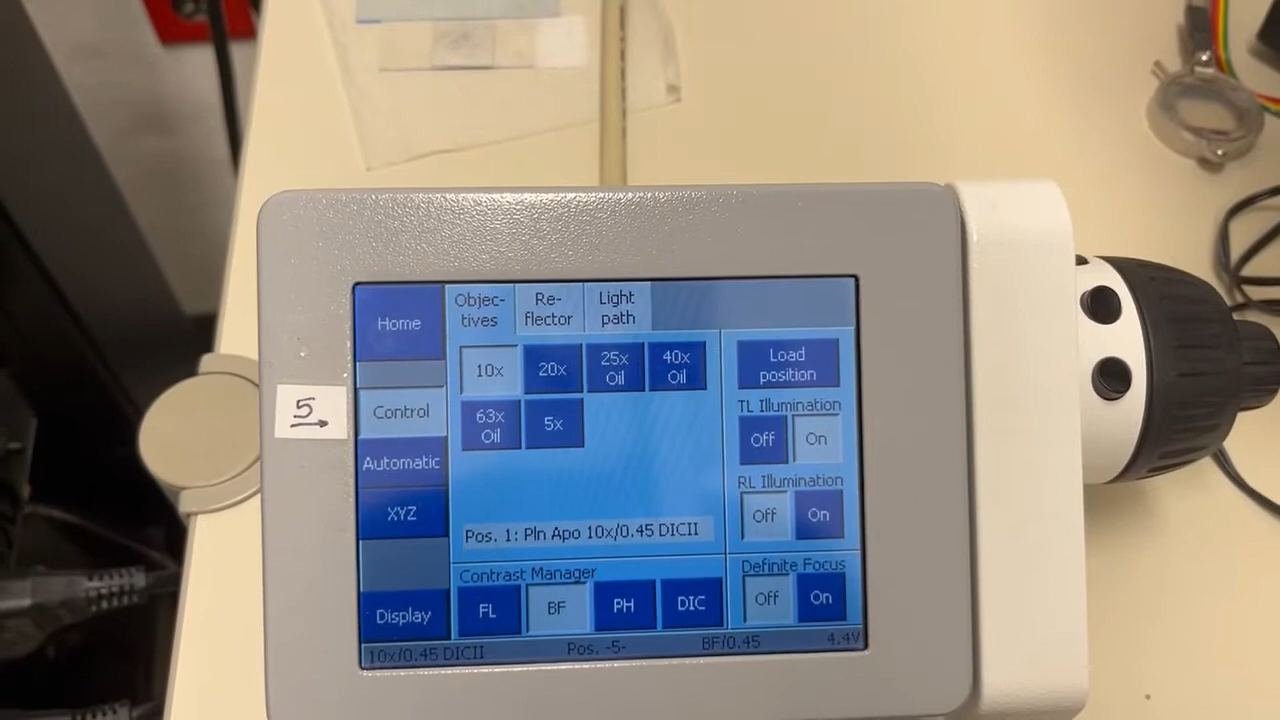 5
Home
Control
Automatic
XYZ
Display
Objec-
tives
Re-
flector
Light
path
10x
20x
25x
Oil
40x
Oil
63x
Oil
5x
Pos. 1: Pln Apo 10x/0.45 DICII
Load
position
TL Illumination
Off
On
RL Illumination
Off
On
Contrast Manager
FL
BF
PH
DIC
Definite Focus
Off
On
10x/0.45 DICII
Pos. -5-
BF/0.45
4.4V